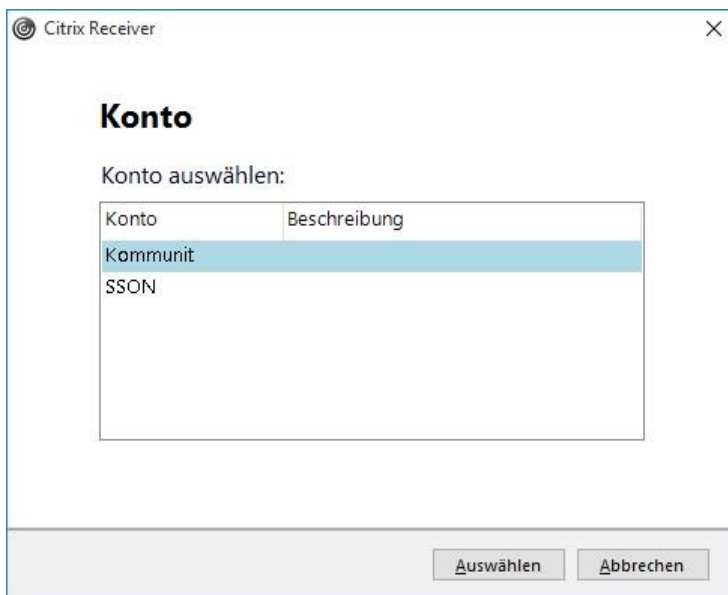 Citrix Receiver
Konto
Konto auswählen:
Konto Beschreibung
Kommunit
SSON
Auswählen Abbrechen